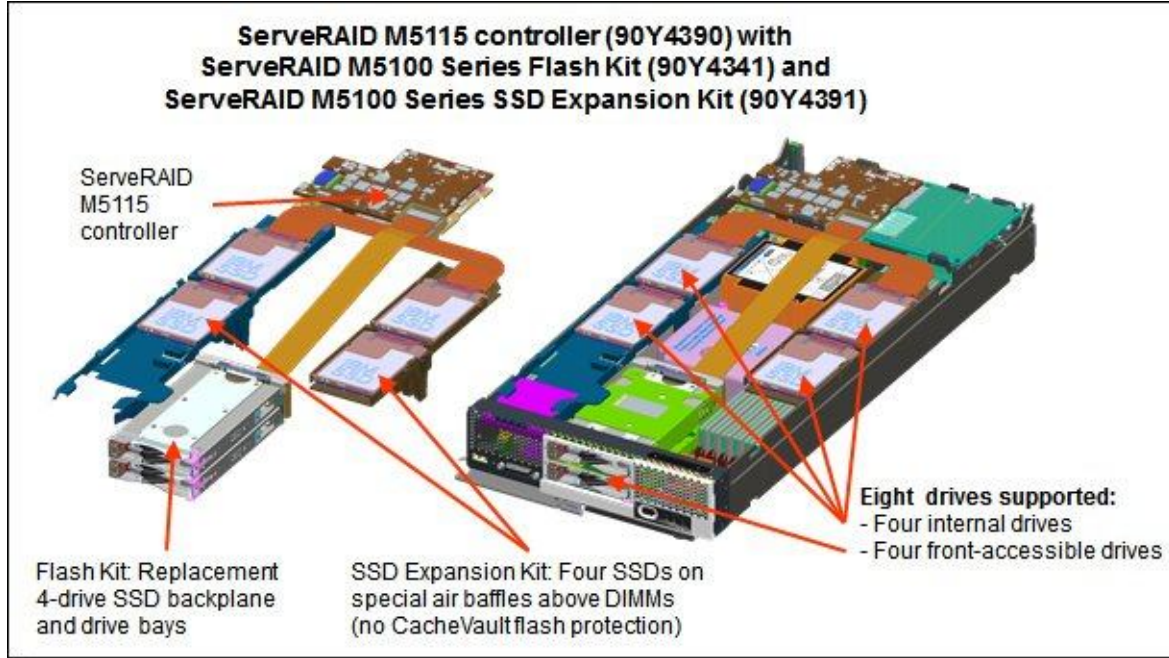 ServeRAID M5115 controller (90Y4390) with
ServeRAID M5100 Series Flash Kit (90Y4341) and
ServeRAID M5100 Series SSD Expansion Kit (90Y4391)
ServeRAID
M5115
controller
Eight drives supported:
- Four internal drives
- Four front-accessible drives
Flash Kit: Replacement
4-drive SSD backplane
and drive bays
SSD Expansion Kit: Four SSDs on
special air baffles above DIMMs
(no CacheVault flash protection)